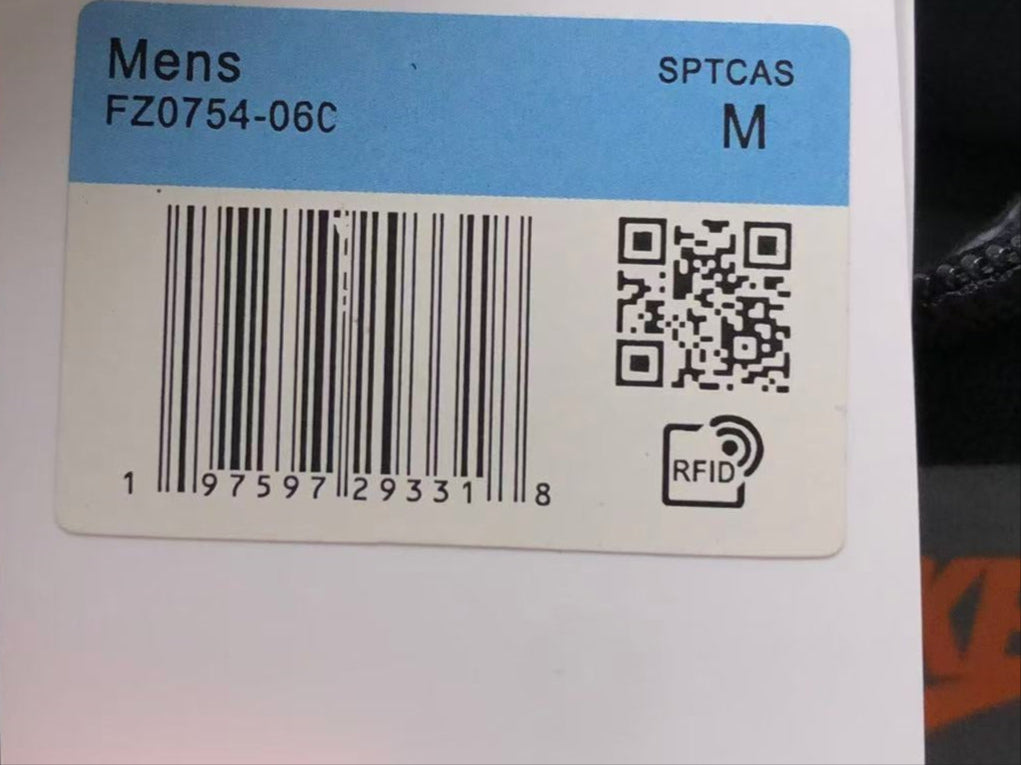 Mens
FZ0754-06C
SPTCAS
M
1 97597 29331 8
RFID